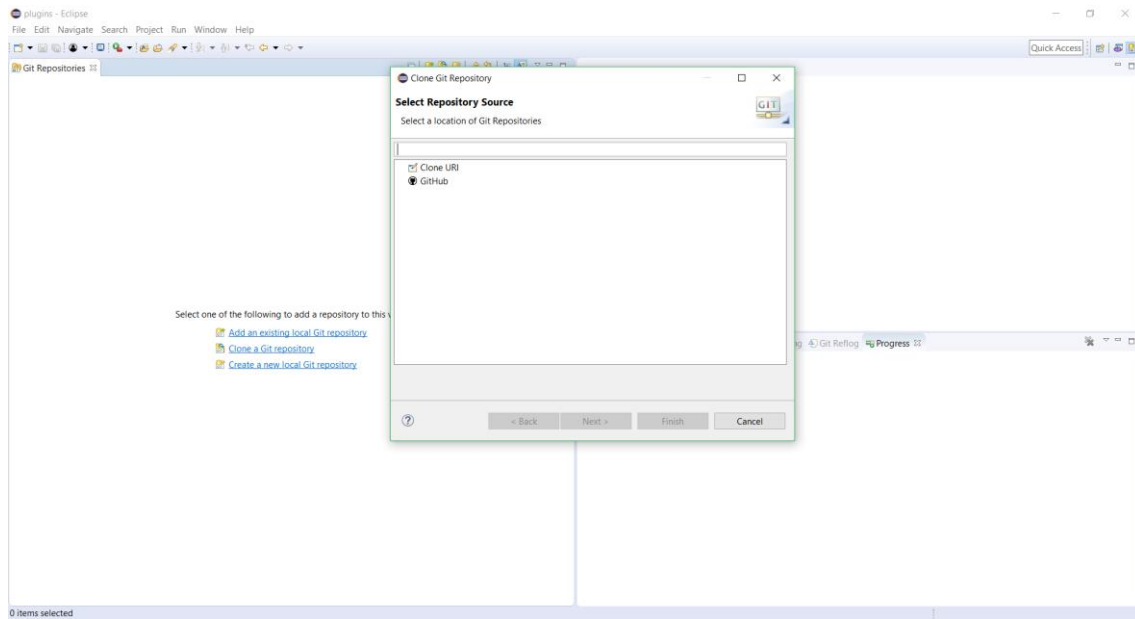 plugins - Eclipse
File Edit Navigate Search Project Run Window Help
Quick Access
Git Repositories
Select one of the following to add a repository to this
Add an existing local Git repository
Clone a Git repository
Create a new local Git repository
Clone Git Repository
Select Repository Source
Select a location of Git Repositories
GIT
Clone URI
GitHub
< Back Next > Finish Cancel
Git Reflog Progress
0 items selected